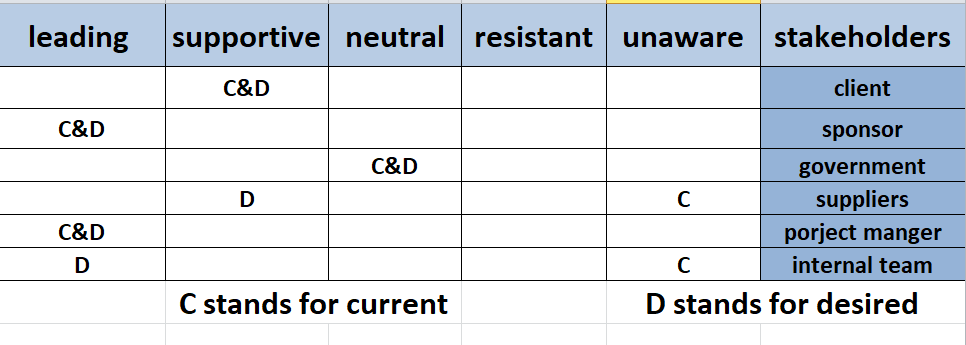 leading supportive neutral resistant unaware stakeholders
C&D client
C&D sponsor
C&D government
D C suppliers
C&D porject manger
D C internal team
C stands for current D stands for desired